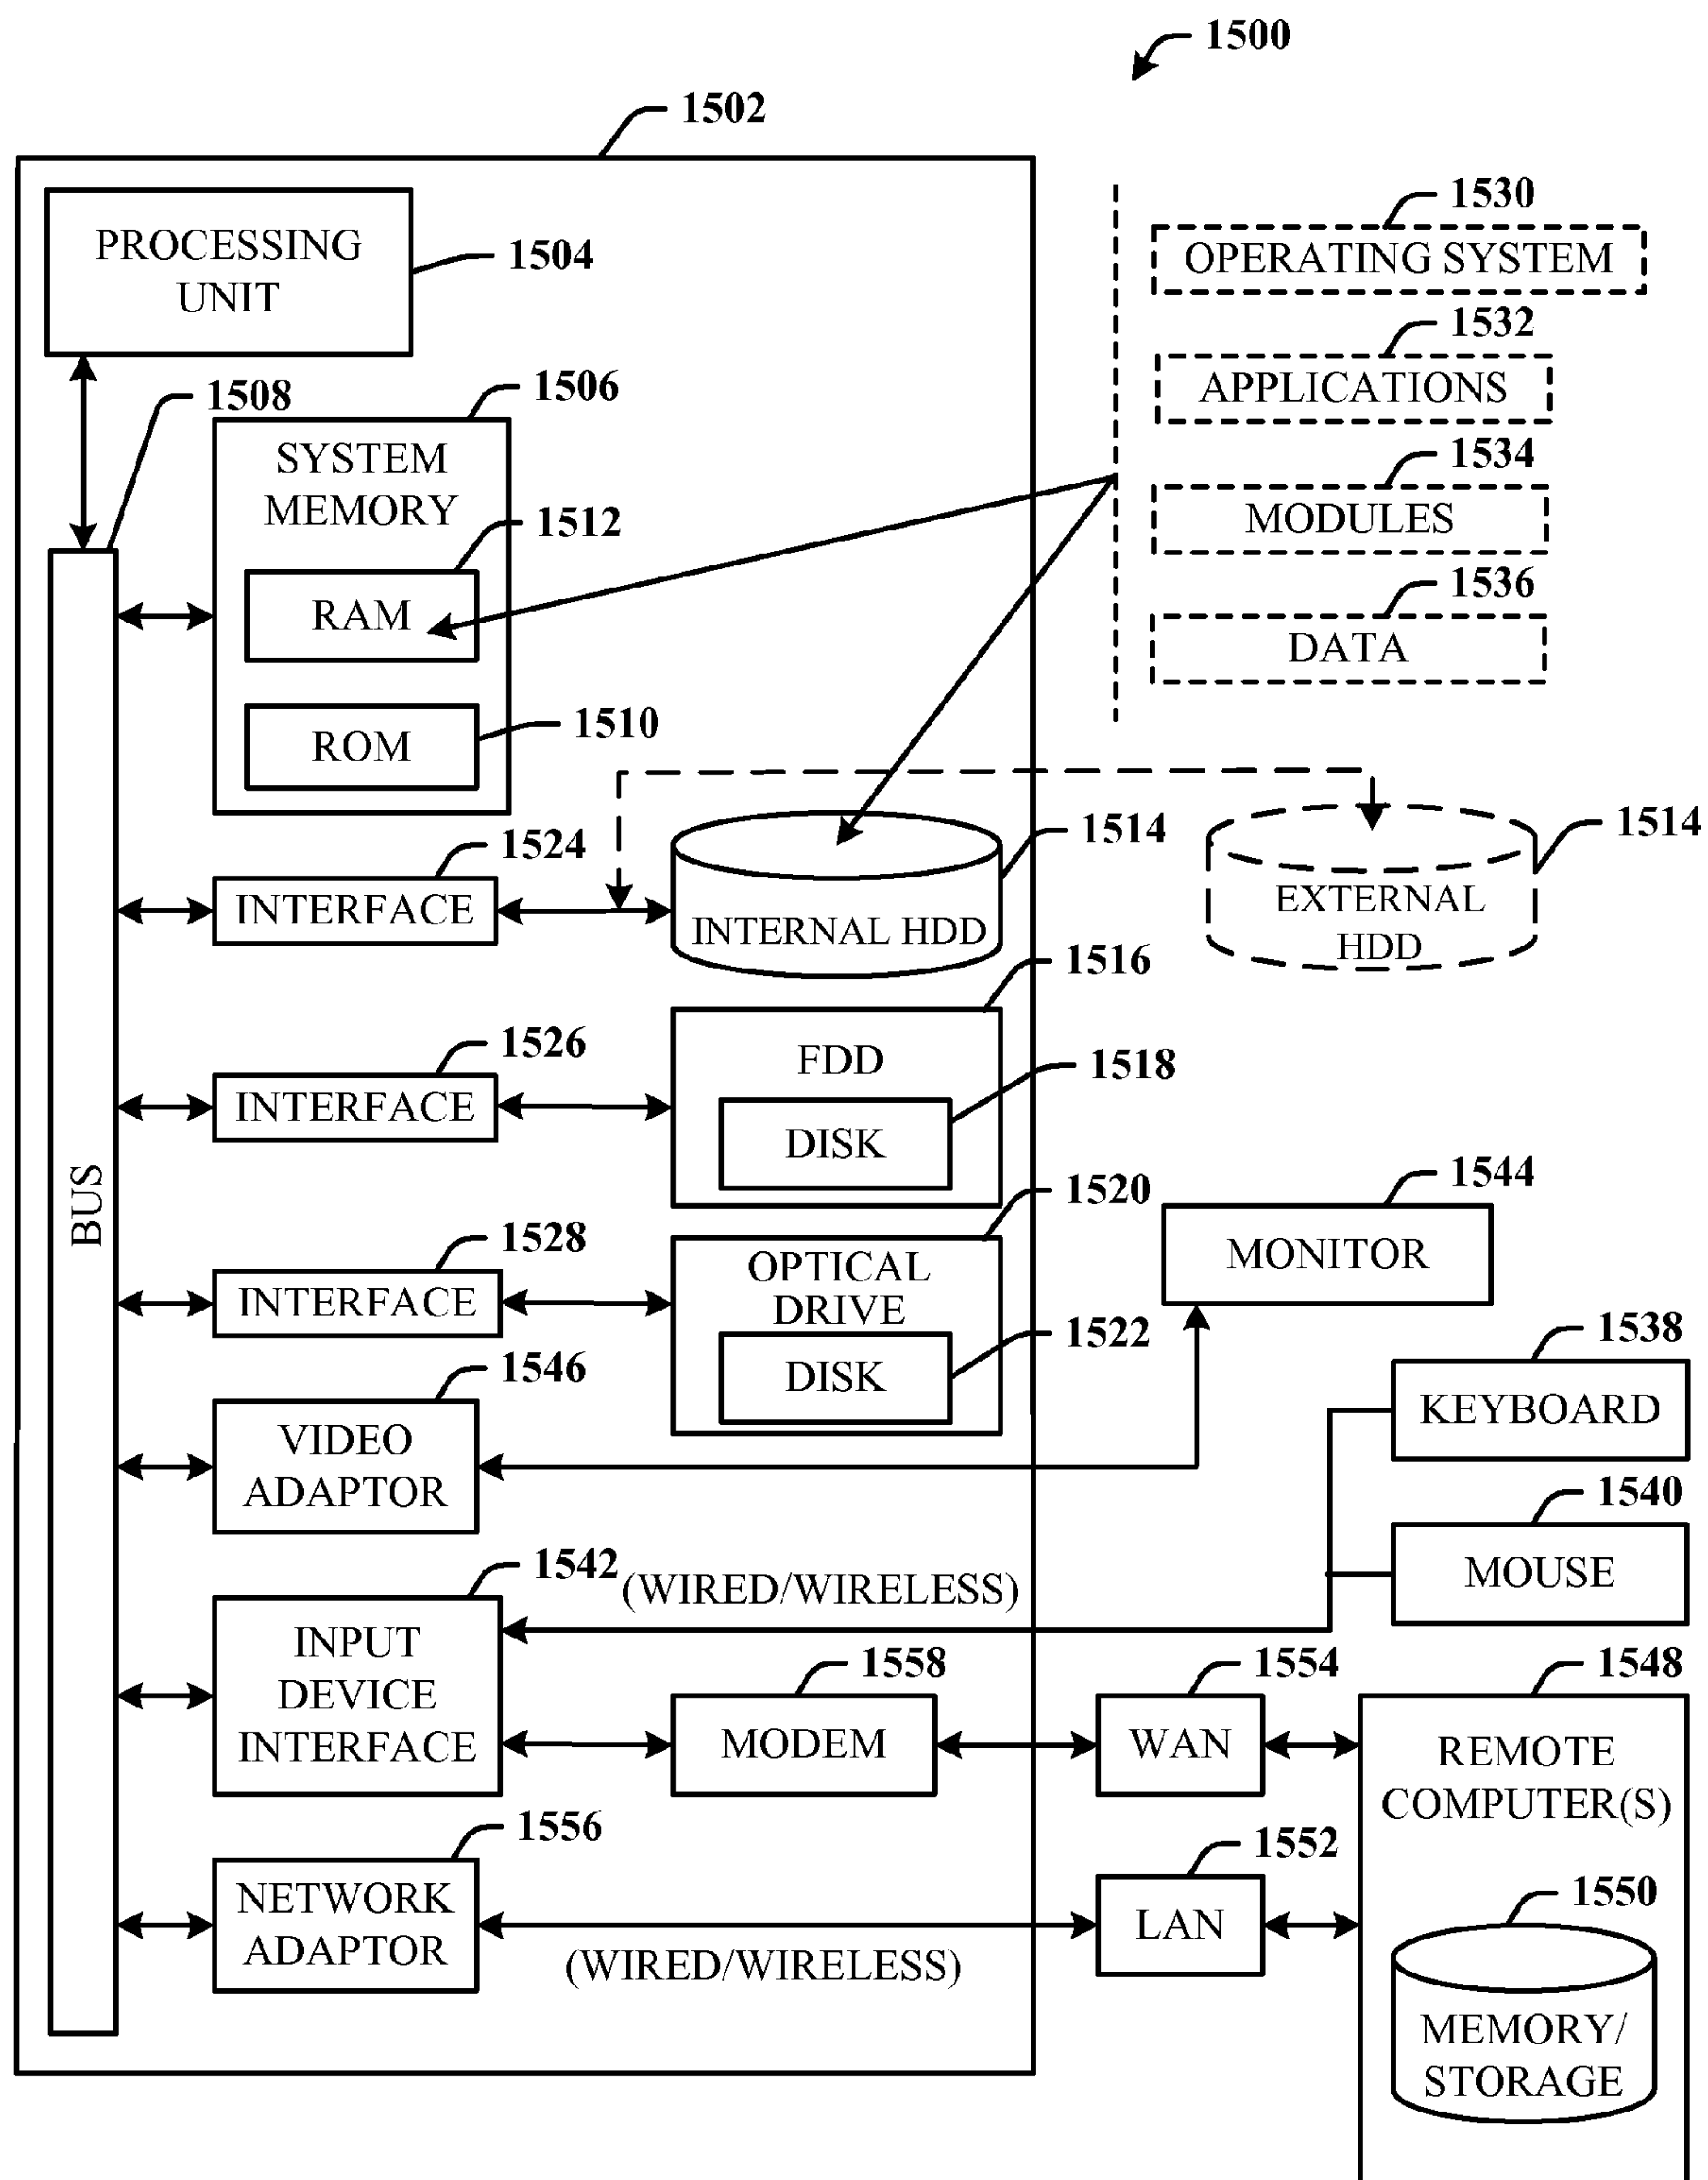 1500
1502
PROCESSING
UNIT
1504
1530
OPERATING SYSTEM
1532
APPLICATIONS
1534
MODULES
1536
DATA
1508
1506
SYSTEM
MEMORY
1512
RAM
1510
ROM
BUS
1524
INTERFACE
1514
INTERNAL HDD
1514
EXTERNAL
HDD
1526
INTERFACE
1516
FDD
1518
DISK
1528
INTERFACE
1520
OPTICAL
DRIVE
1522
DISK
1544
MONITOR
1546
VIDEO
ADAPTOR
1538
KEYBOARD
1540
MOUSE
1542
(WIRED/WIRELESS)
INPUT
DEVICE
INTERFACE
1558
MODEM
1554
WAN
1548
REMOTE
COMPUTER(S)
1556
NETWORK
ADAPTOR
(WIRED/WIRELESS)
1552
LAN
1550
MEMORY/
STORAGE